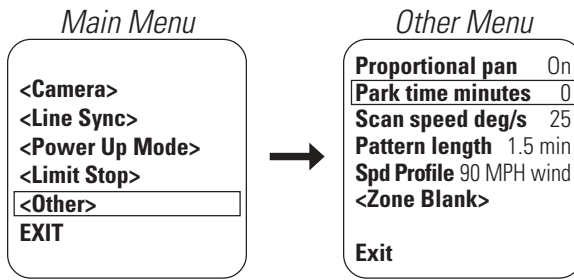 Main Menu
<Camera>
<Line Sync>
<Power Up Mode>
<Limit Stop>
<Other>
EXIT
Other Menu
Proportional pan On
Park time minutes 0
Scan speed deg/s 25
Pattern length 1.5 min
Spd Profile 90 MPH wind
<Zone Blank>
Exit